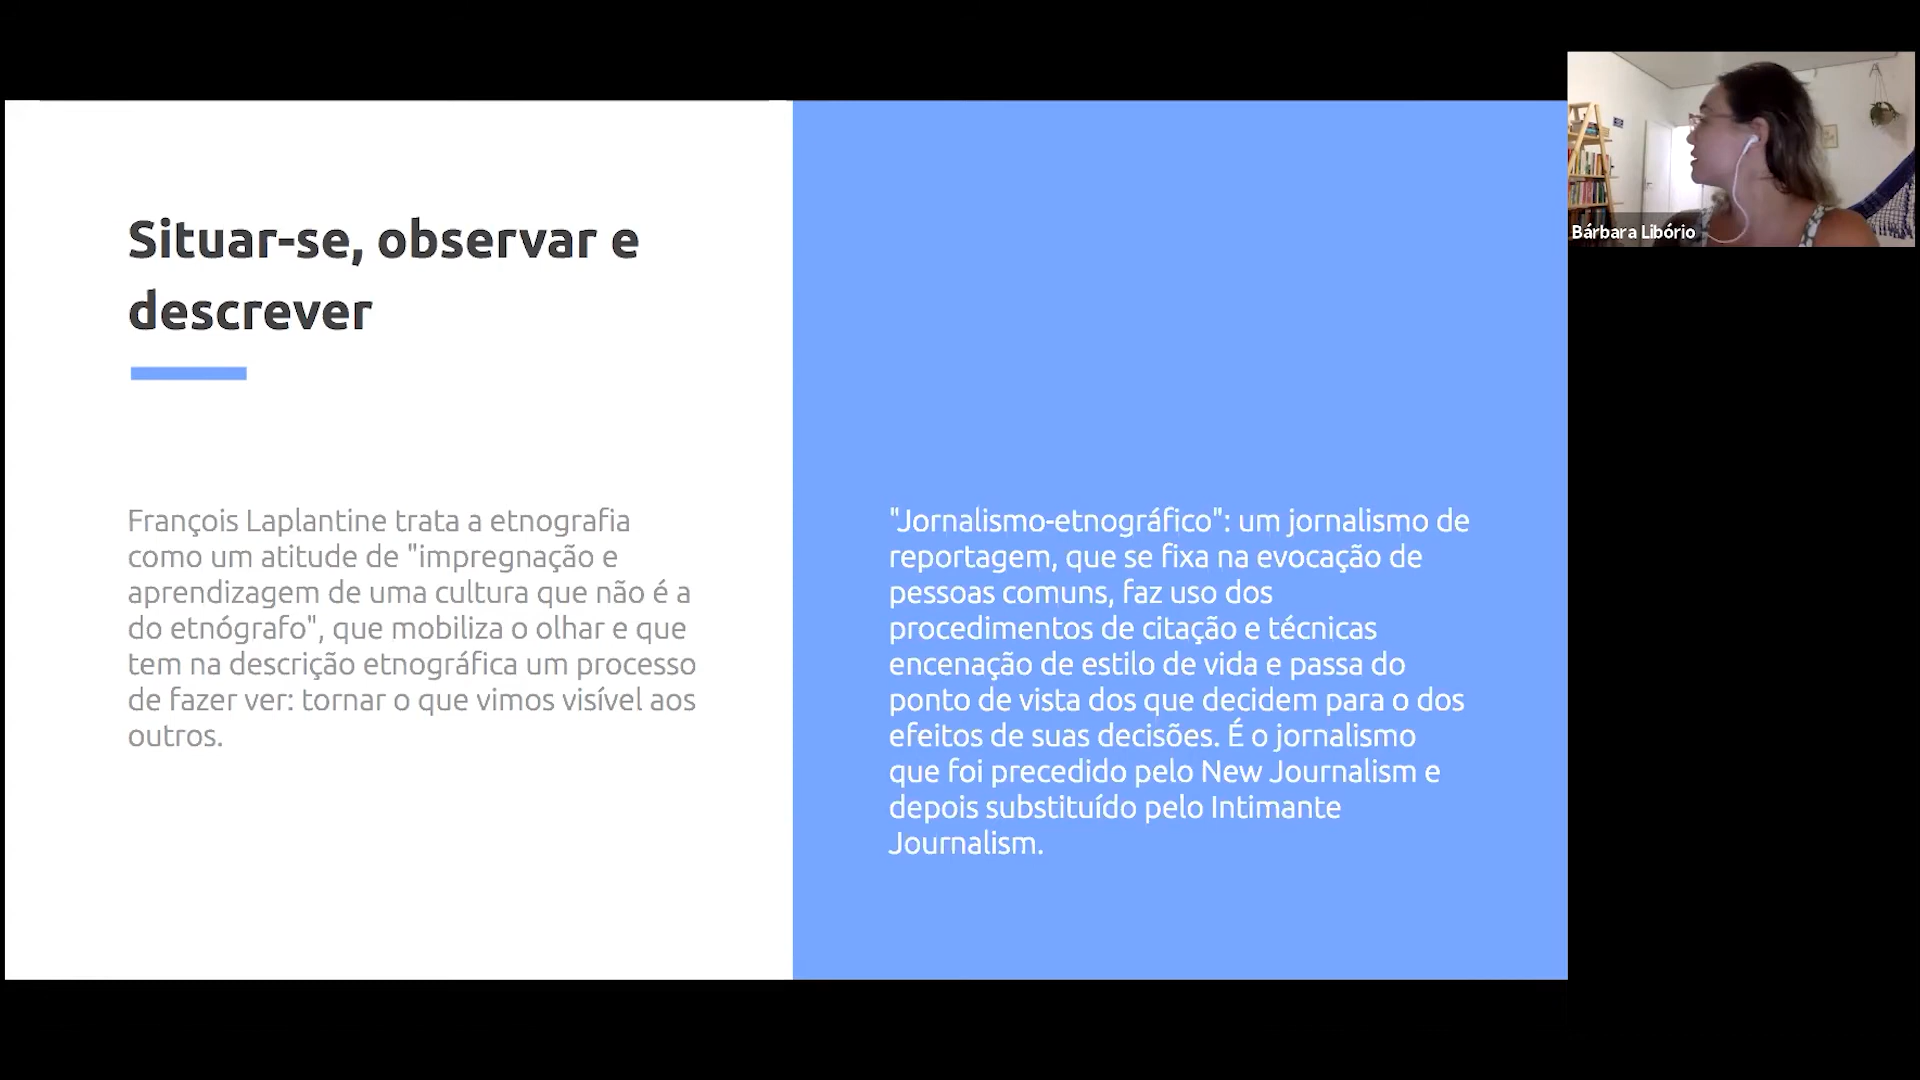 Situar-se, observar e
descrever
François Laplantine trata a etnografia
como um atitude de "impregnação e
aprendizagem de uma cultura que não é a
do etnógrafo", que mobiliza o olhar e que
tem na descrição etnográfica um processo
de fazer ver: tornar o que vimos visível aos
outros.
"Jornalismo-etnográfico": um jornalismo de
reportagem, que se fixa na evocação de
pessoas comuns, faz uso dos
procedimentos de citação e técnicas
encenação de estilo de vida e passa do
ponto de vista dos que decidem para o dos
efeitos de suas decisões. É o jornalismo
que foi precedido pelo New Journalism e
depois substituído pelo Intimante
Journalism.
Bárbara Libório